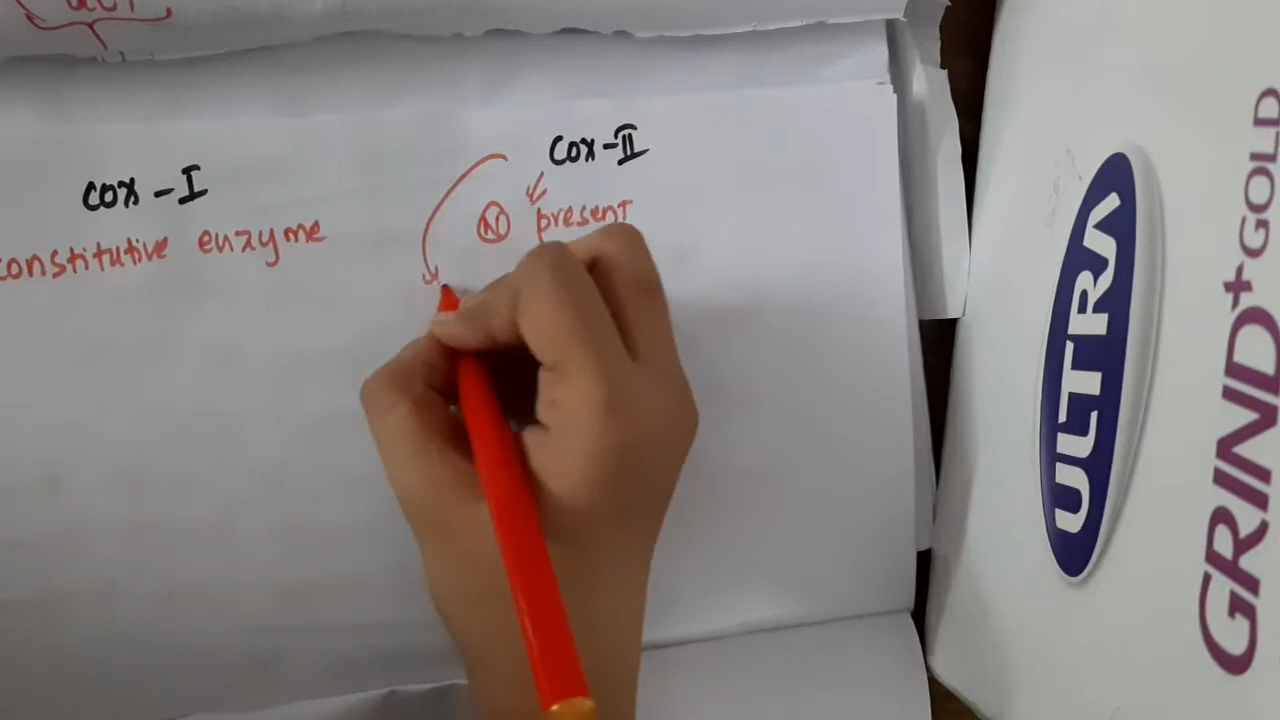 COX-I
constitutive enzyme
COX-II
N present
ULTRA
GRIND+GOLD